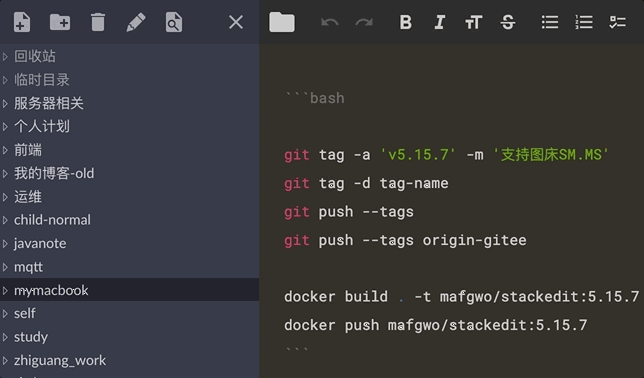 回收站
临时目录
服务器相关
个人计划
前端
我的博客-old
运维
child-normal
javanote
mqtt
mymacbook
self
study
zhiguang_work
```bash
git tag -a 'v5.15.7' -m '支持图床SM.MS'
git tag -d tag-name
git push --tags
git push --tags origin-gitee
docker build . -t mafgwo/stackedit:5.15.7
docker push mafgwo/stackedit:5.15.7
```